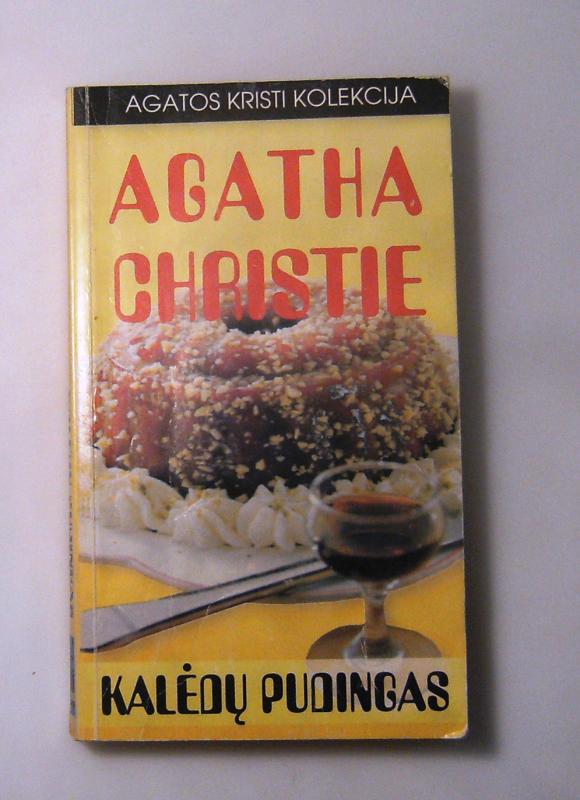 AGATOS KRISTI KOLEKCIJA
AGATHA
CHRISTIE
KALĖDŲ PUDINGAS